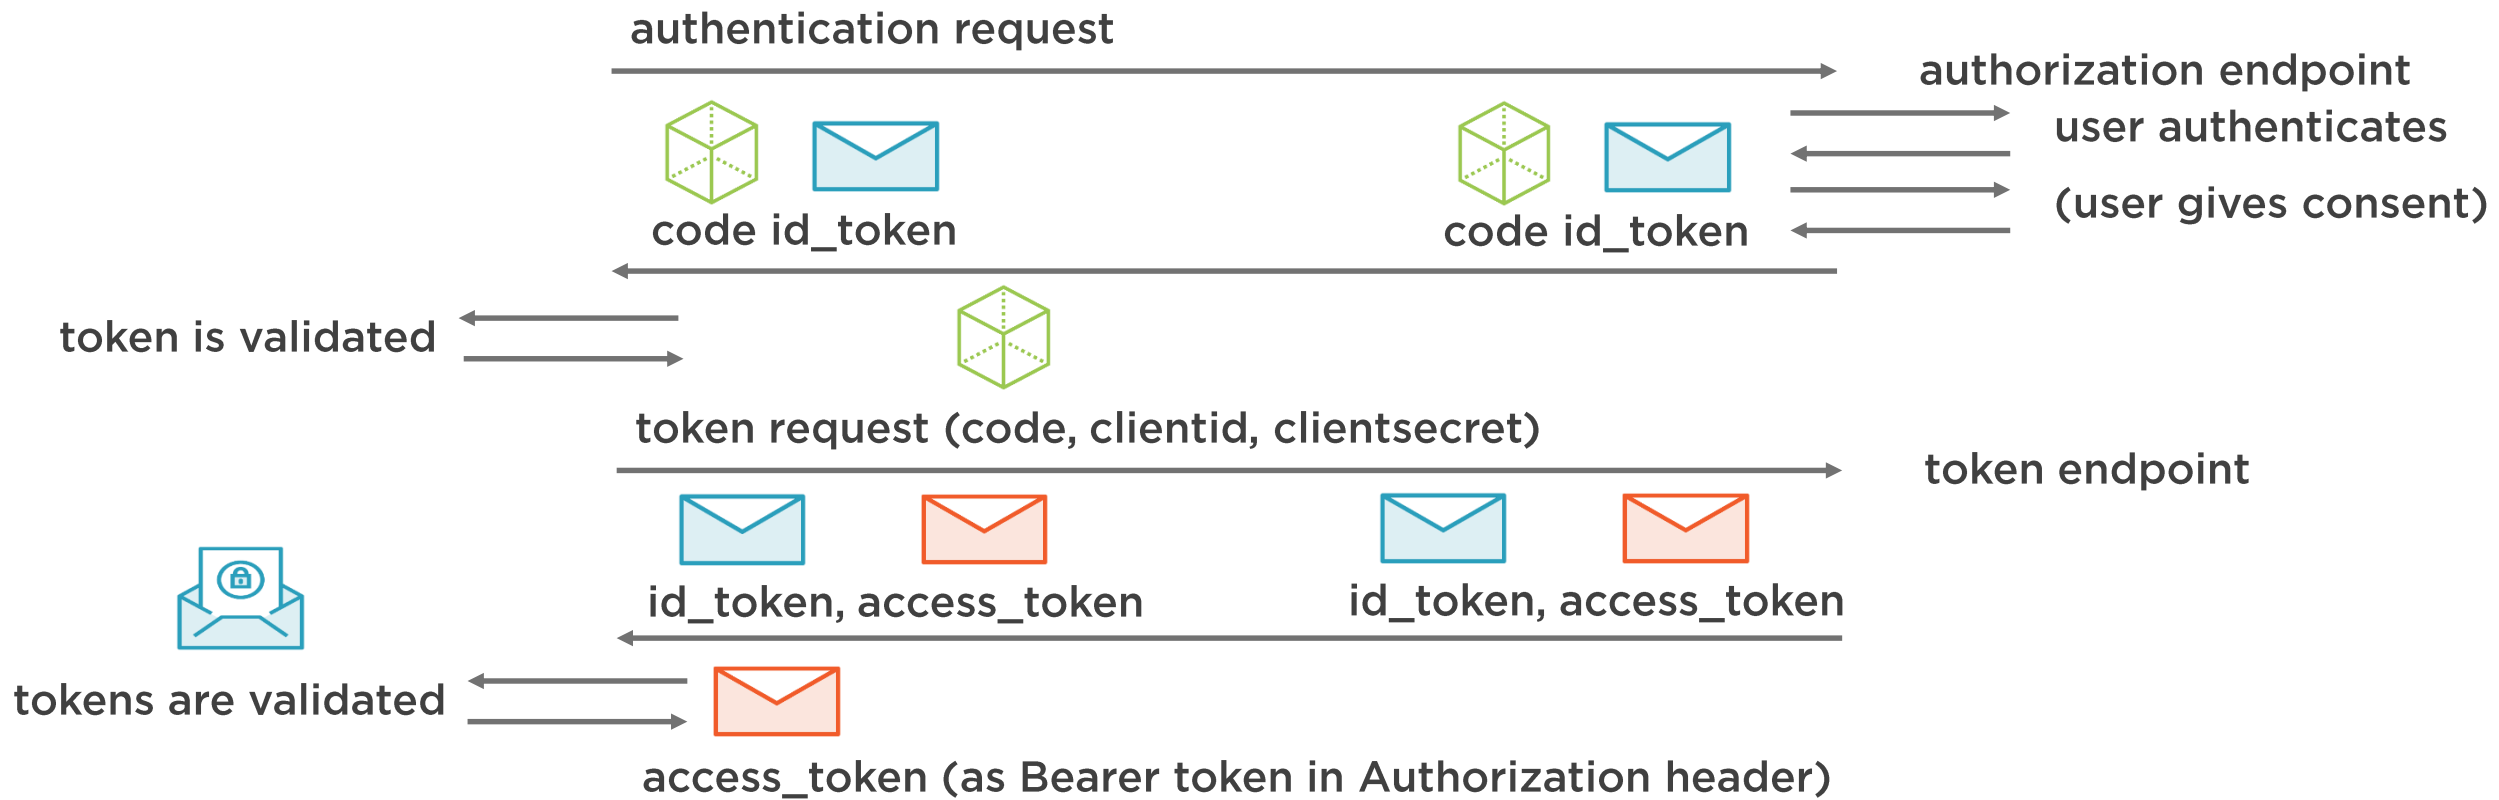 authentication request
authorization endpoint
user authenticates
(user gives consent)
code id_token
code id_token
token is validated
token request (code, clientid, clientsecret)
token endpoint
id_token, access_token
id_token, access_token
tokens are validated
access_token (as Bearer token in Authorization header)